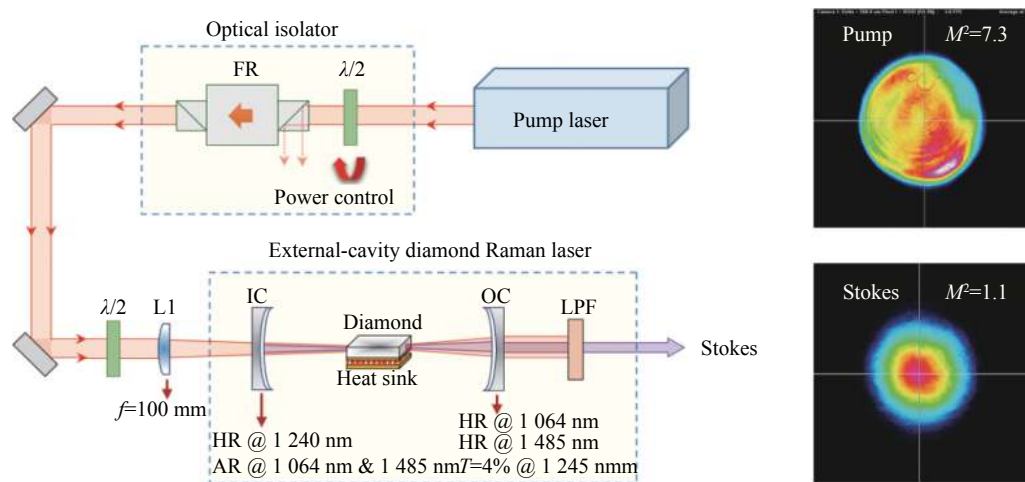 Optical isolator
FR
λ/2
Pump laser
Power control
Pump
M²=7.3
External-cavity diamond Raman laser
λ/2
L1
IC
OC
LPF
Diamond
Heat sink
Stokes
f=100 mm
HR @ 1 240 nm
AR @ 1 064 nm & 1 485 nm
HR @ 1 064 nm
HR @ 1 485 nm
T=4% @ 1 245 nmm
Stokes
M²=1.1